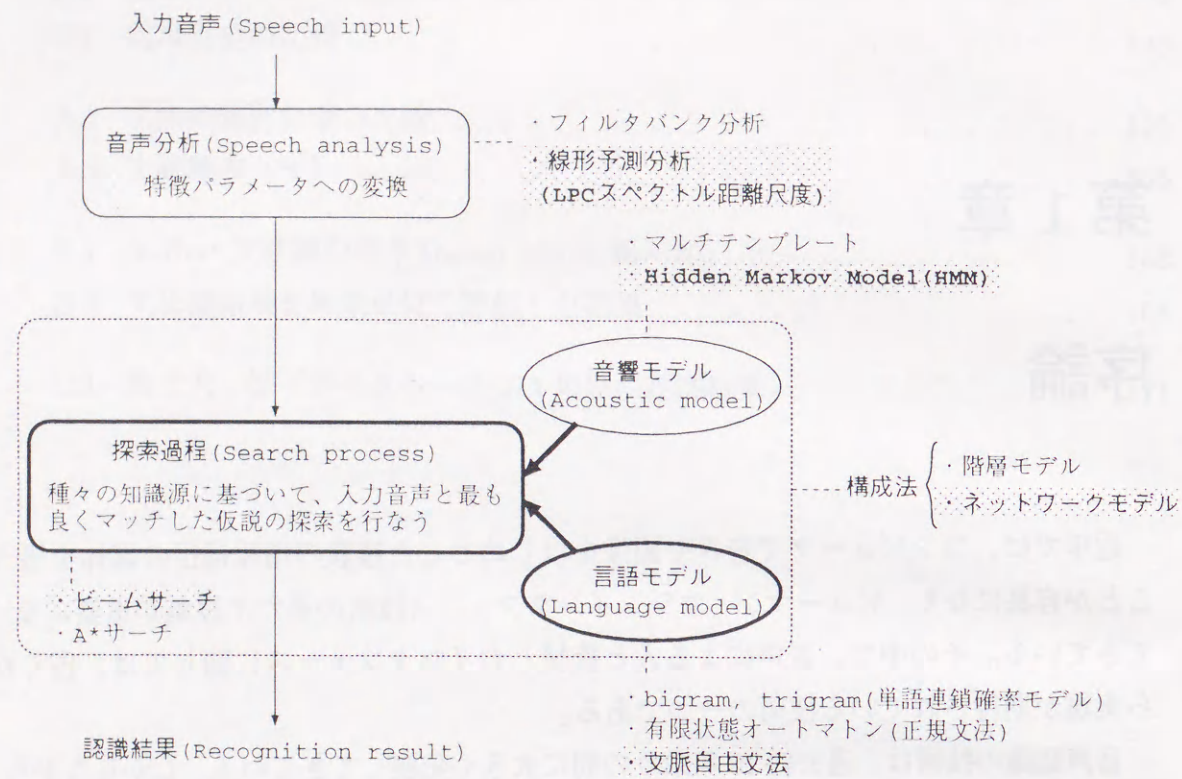 入力音声(Speech input)
音声分析(Speech analysis)
特徴パラメータへの変換
・フィルタバンク分析
・線形予測分析
(LPCスペクトル距離尺度)
・マルチテンプレート
・Hidden Markov Model(HMM)
音響モデル
(Acoustic model)
探索過程(Search process)
種々の知識源に基づいて、入力音声と最も
良くマッチした仮説の探索を行なう
構成法
・階層モデル
・ネットワークモデル
言語モデル
(Language model)
・ビームサーチ
・A*サーチ
・bigram, trigram(単語連鎖確率モデル)
・有限状態オートマトン(正規文法)
・文脈自由文法
認識結果(Recognition result)
第1章
序論